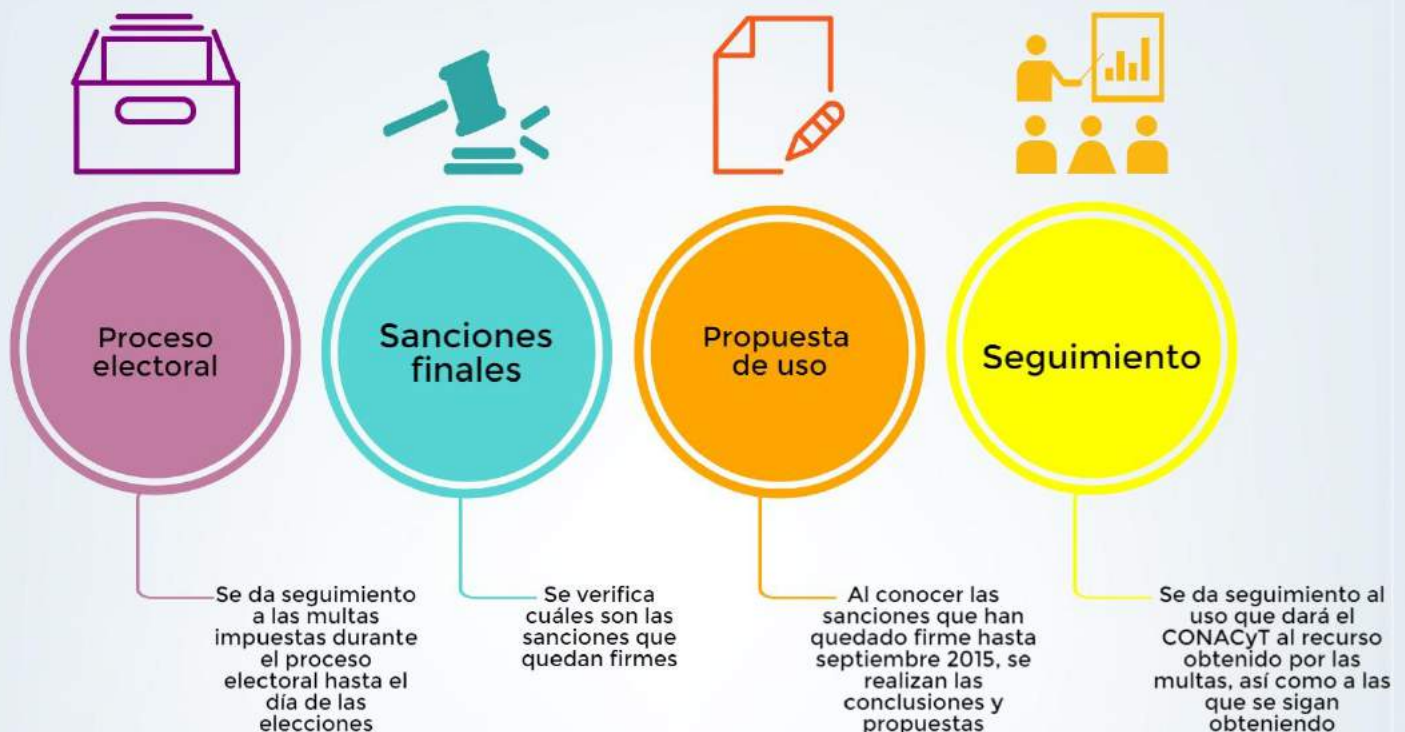 Proceso
electoral
Sanciones
finales
Propuesta
de uso
Seguimiento
Se da seguimiento
a las multas
impuestas durante
el proceso
electoral hasta el
día de las
elecciones
Se verifica
cuáles son las
sanciones que
quedan firmes
Al conocer las
sanciones que han
quedado firme hasta
septiembre 2015, se
realizan las
conclusiones y
propuestas
Se da seguimiento al
uso que dará el
CONACyT al recurso
obtenido por las
multas, así como a las
que se sigan
obteniendo